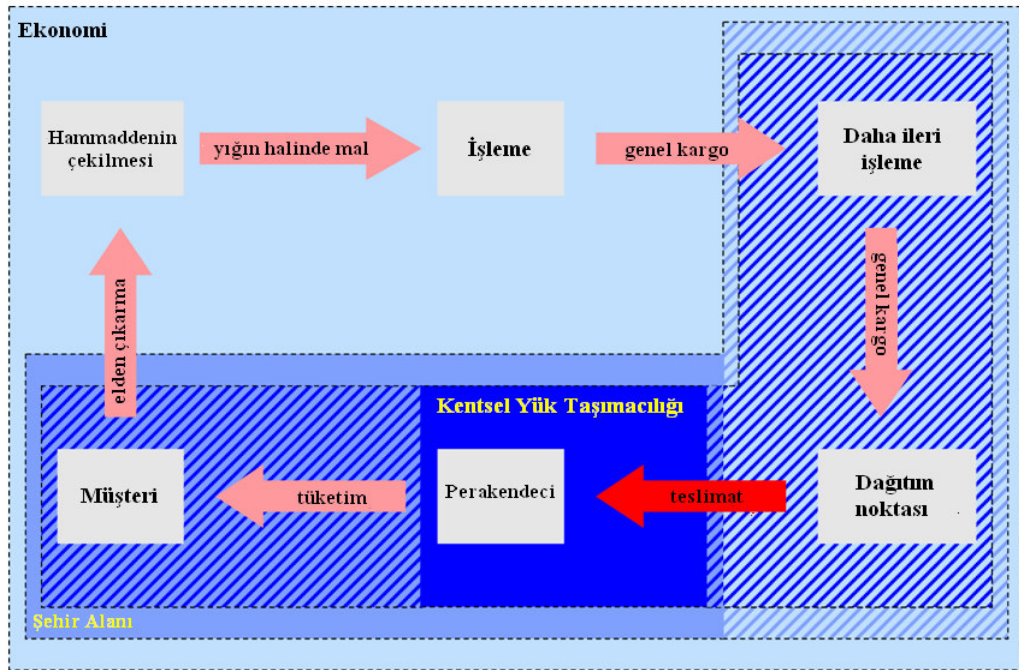 Ekonomi
Hammaddenin
çekilmesi
yığın halinde mal
İşleme
genel kargo
Daha ileri
işleme
genel kargo
elden çıkarma
Kentsel Yük Taşımacılığı
Müşteri
tüketim
Perakendeci
teslimat
Dağıtım
noktası
Şehir Alanı